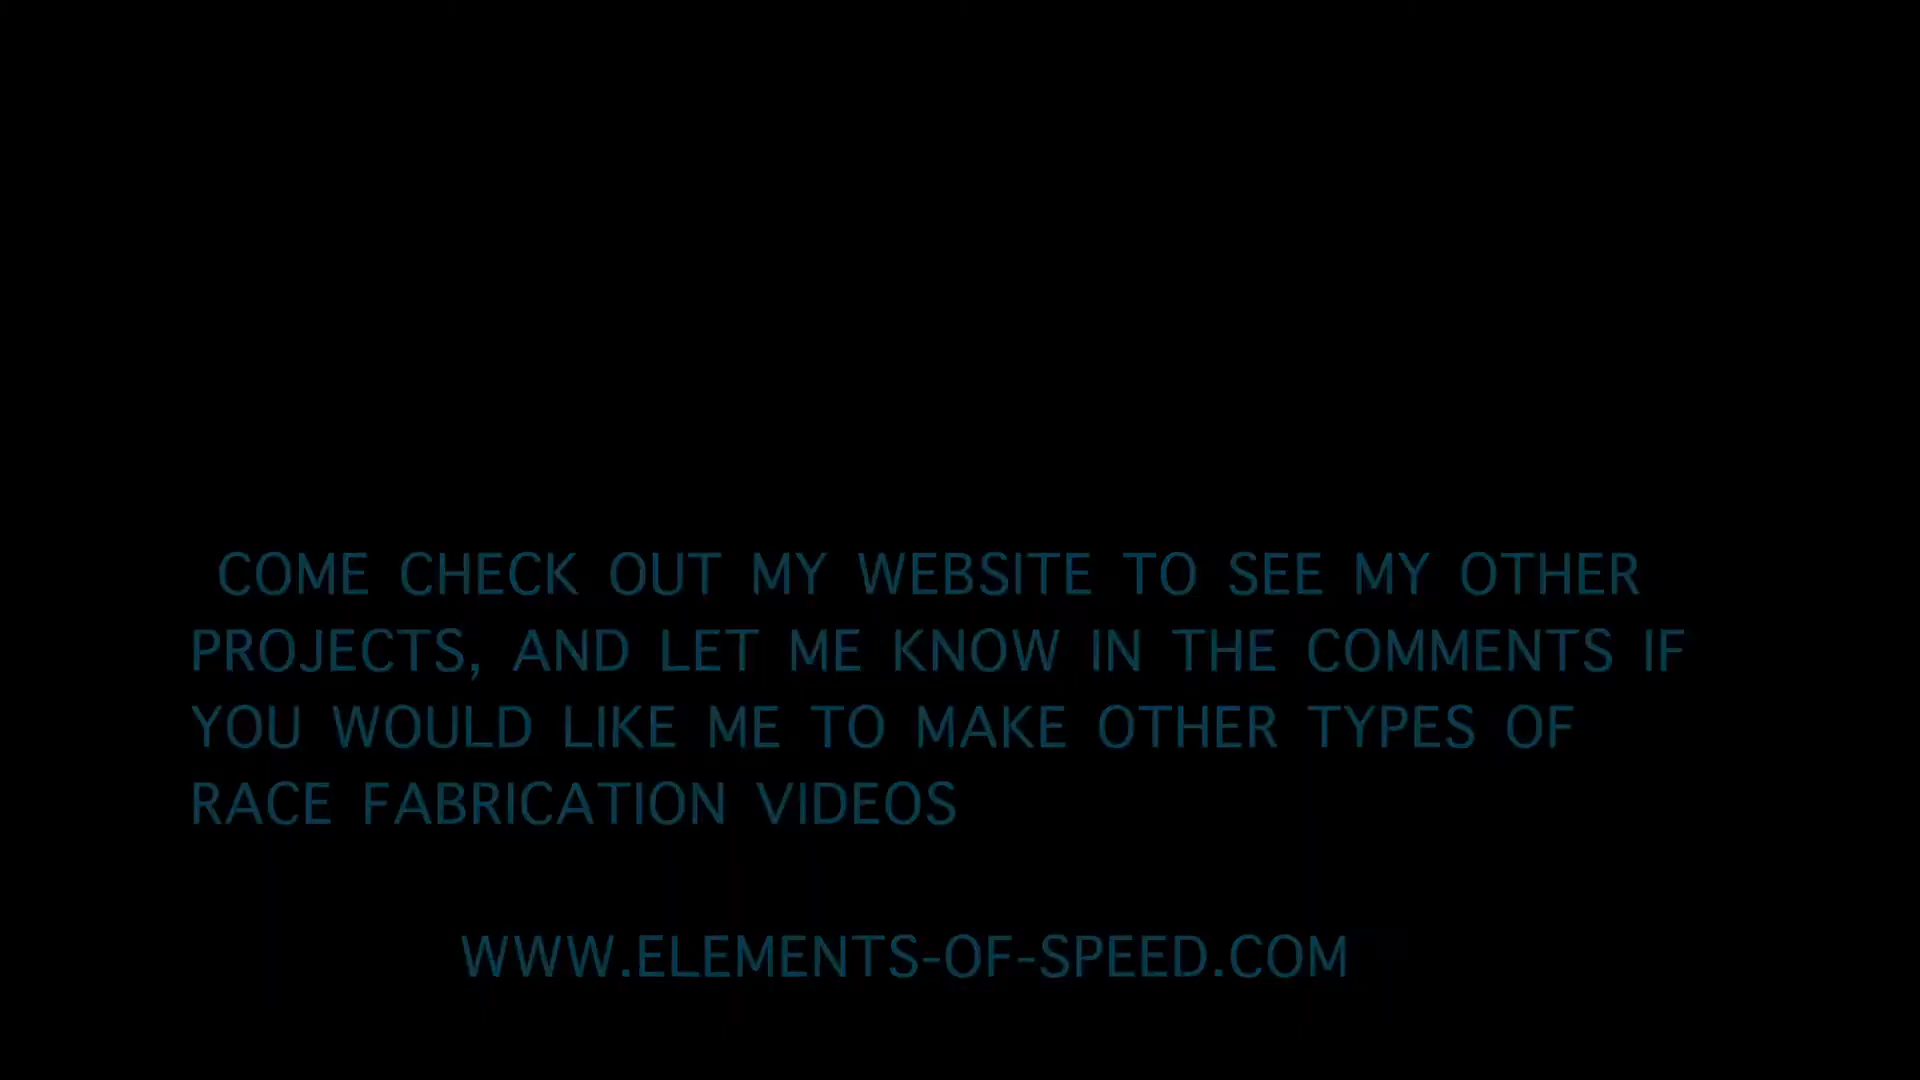 COME CHECK OUT MY WEBSITE TO SEE MY OTHER
PROJECTS, AND LET ME KNOW IN THE COMMENTS IF
YOU WOULD LIKE ME TO MAKE OTHER TYPES OF
RACE FABRICATION VIDEOS
WWW.ELEMENTS-OF-SPEED.COM